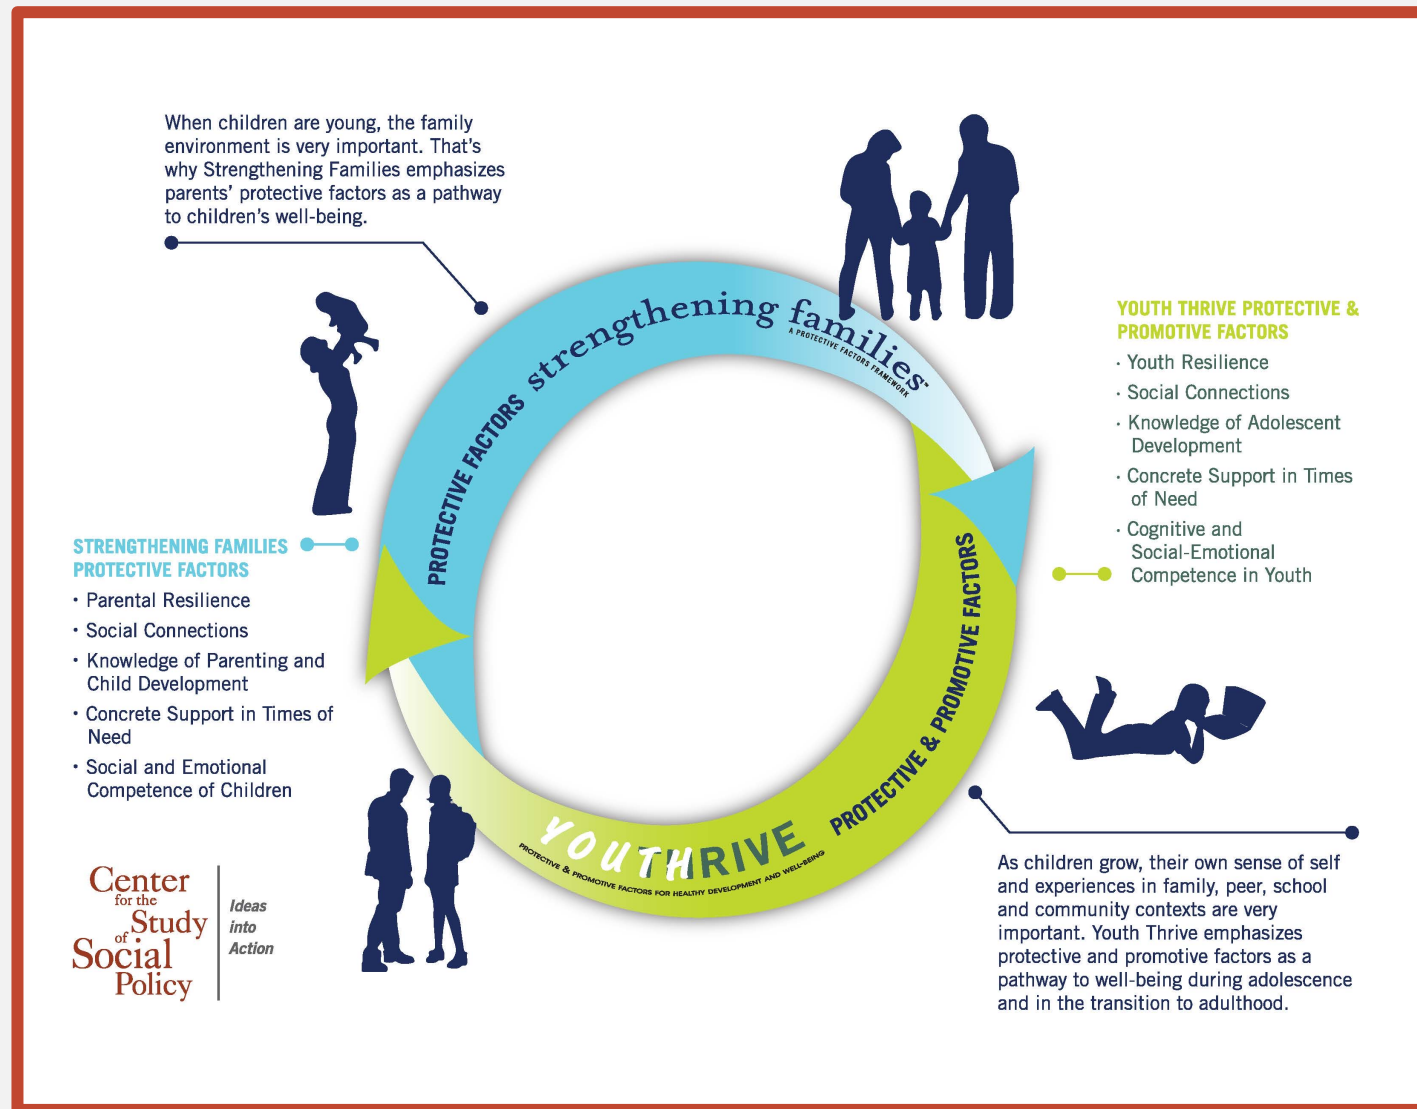 When children are young, the family
environment is very important. That's
why Strengthening Families emphasizes
parents' protective factors as a pathway
to children's well-being.
PROTECTIVE FACTORS
strengthening families™
A PROTECTIVE FACTORS FRAMEWORK
YOUTH THRIVE PROTECTIVE &
PROMOTIVE FACTORS
· Youth Resilience
· Social Connections
· Knowledge of Adolescent
Development
· Concrete Support in Times
of Need
· Cognitive and
Social-Emotional
Competence in Youth
STRENGTHENING FAMILIES
PROTECTIVE FACTORS
• Parental Resilience
• Social Connections
• Knowledge of Parenting and
Child Development
• Concrete Support in Times of
Need
• Social and Emotional
Competence of Children
PROTECTIVE & PROMOTIVE FACTORS
YOUTH THRIVE
PROTECTIVE & PROMOTIVE FACTORS FOR HEALTHY DEVELOPMENT AND WELL-BEING
As children grow, their own sense of self
and experiences in family, peer, school
and community contexts are very
important. Youth Thrive emphasizes
protective and promotive factors as a
pathway to well-being during adolescence
and in the transition to adulthood.
Center
for the
Study
of
Social
Policy
Ideas
into
Action